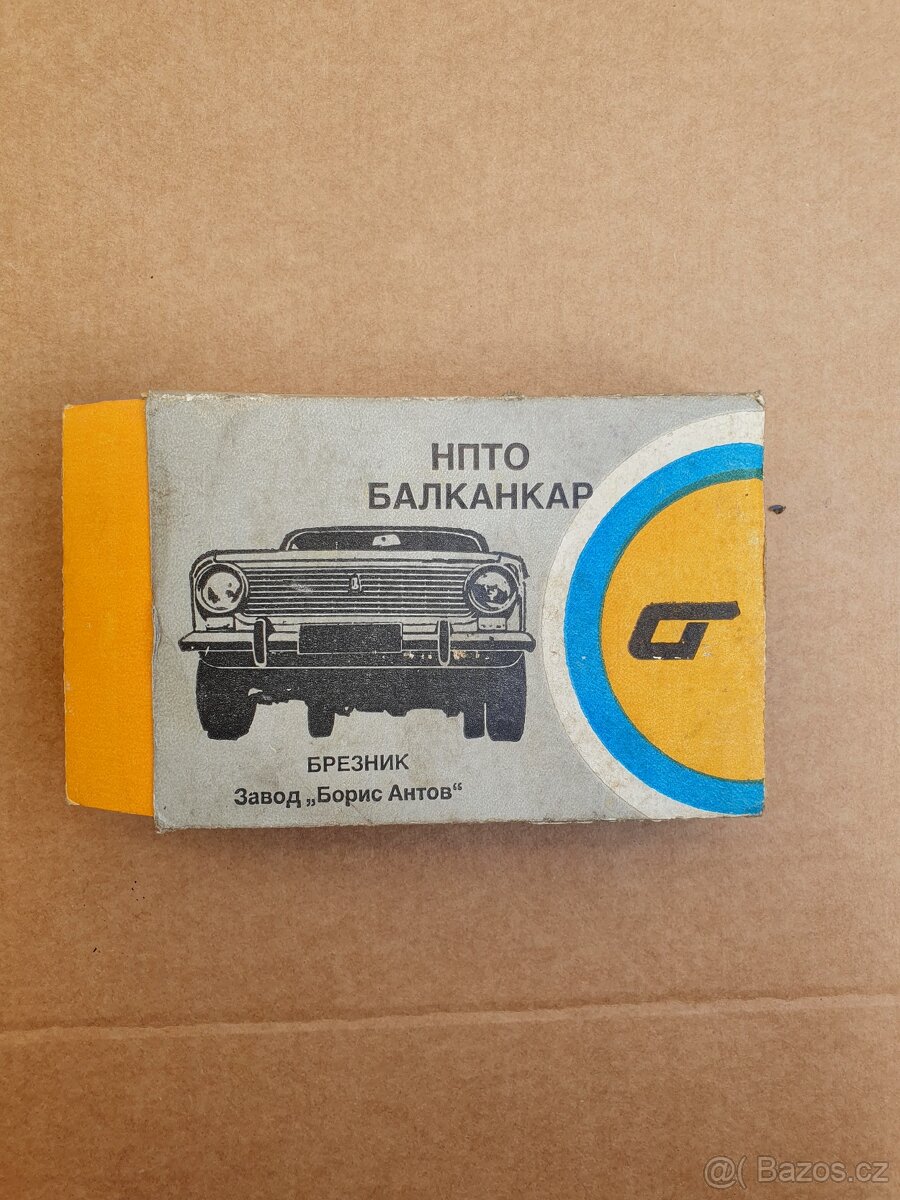 НПТО
БАЛКАНКАР
БРЕЗНИК
Завод „Борис Антов“
@( Bazos.cz